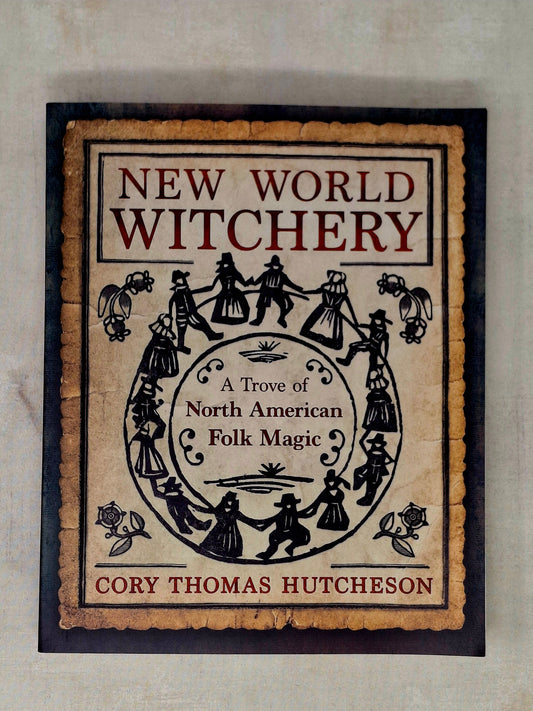 NEW WORLD
WITCHERY
A Trove of
North American
Folk Magic
CORY THOMAS HUTCHESON